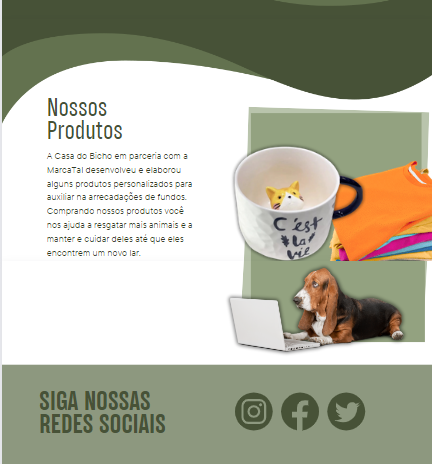 Nossos
Produtos
A Casa do Bicho em parceria com a
MarcaTal desenvolveu e elaborou
alguns produtos personalizados para
auxiliar na arrecadações de fundos.
Comprando nossos produtos você
nos ajuda a resgatar mais animais e a
manter e cuidar deles até que eles
encontrem um novo lar.
C'est
la
vie
SIGA NOSSAS
REDES SOCIAIS